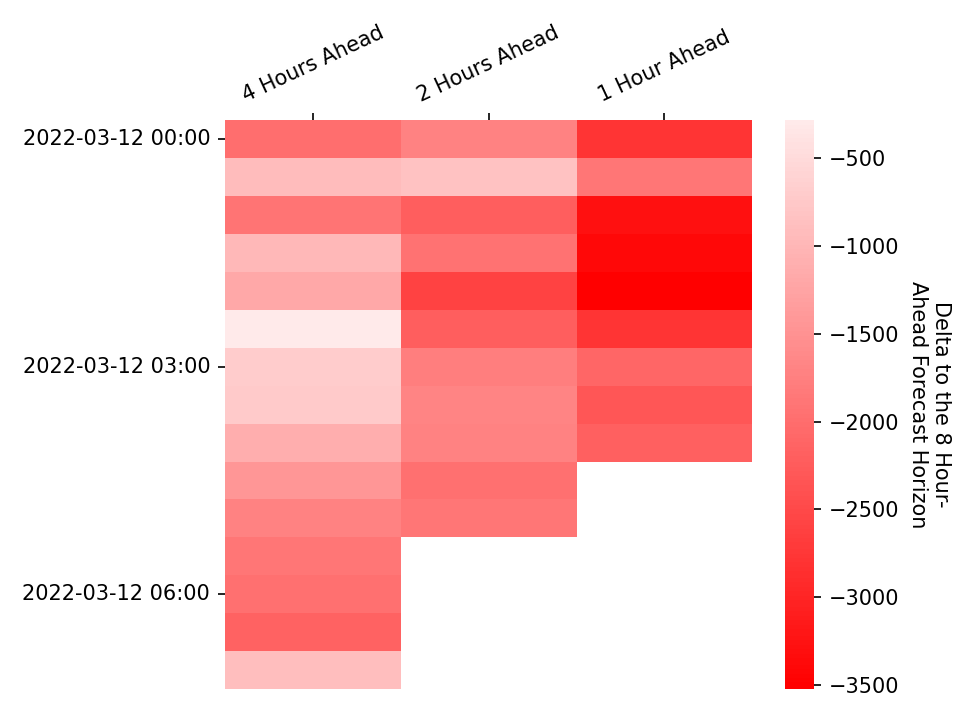 4 Hours Ahead
2 Hours Ahead
1 Hour Ahead
2022-03-12 00:00
2022-03-12 03:00
2022-03-12 06:00
−500
−1000
−1500
−2000
−2500
−3000
−3500
Delta to the 8 Hour-
Ahead Forecast Horizon